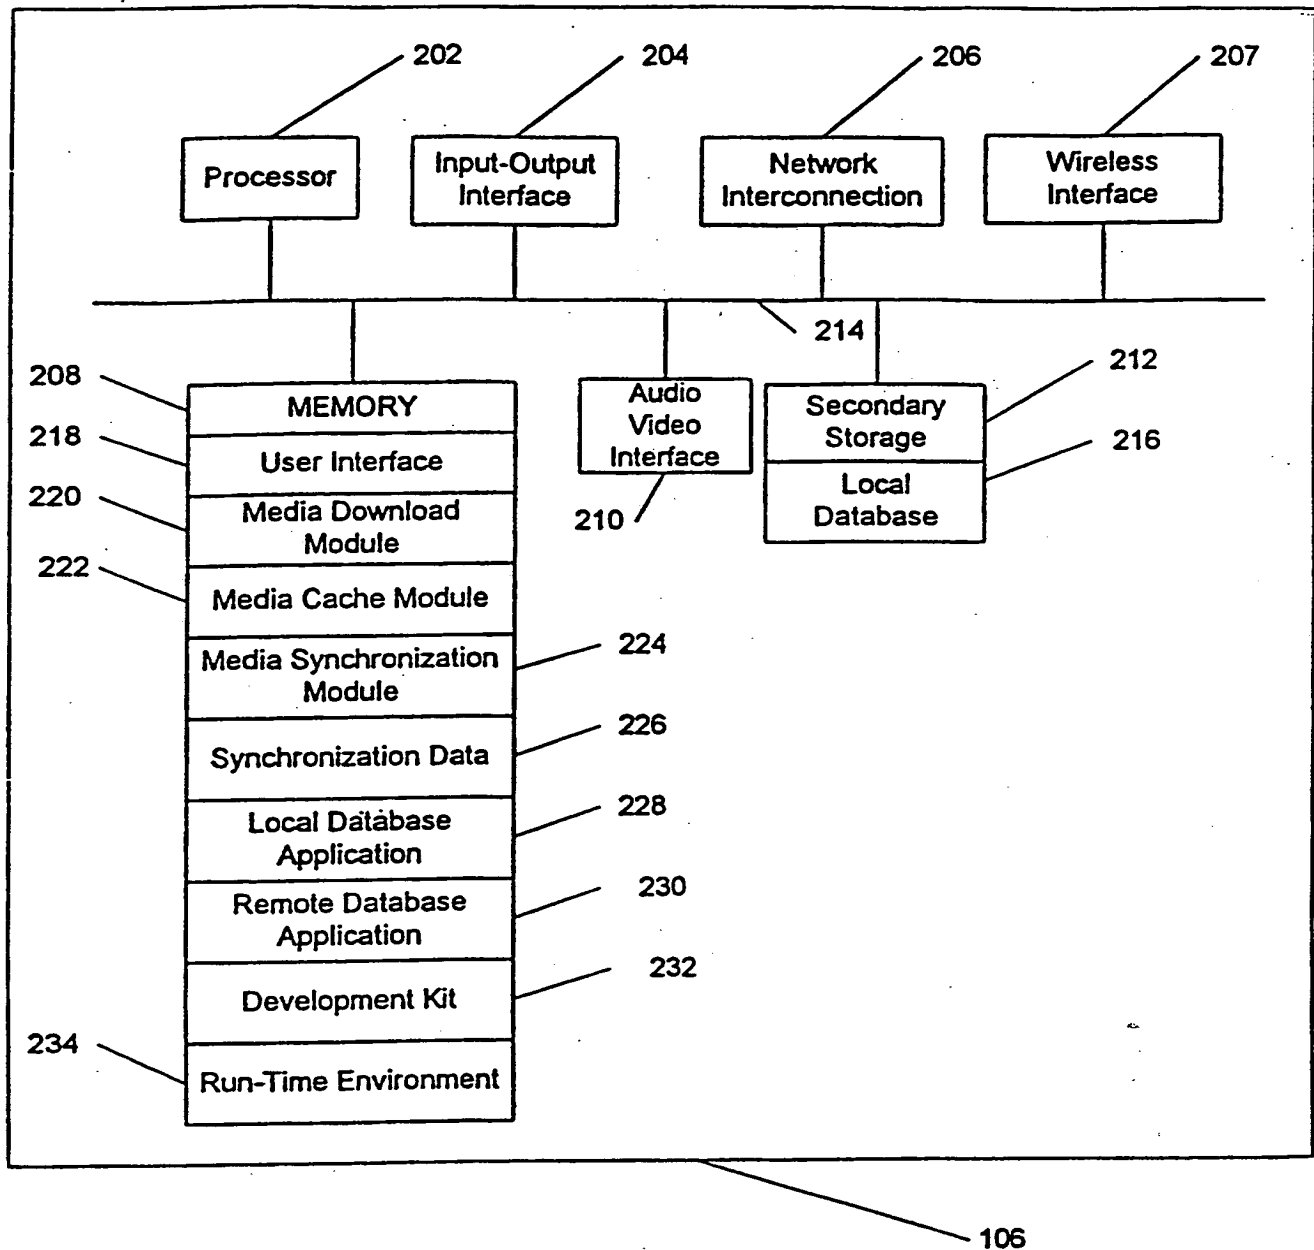 202
204
206
207
Processor
Input-Output
Interface
Network
Interconnection
Wireless
Interface
214
208
MEMORY
218
User Interface
220
Media Download
Module
222
Media Cache Module
Media Synchronization
Module
224
Synchronization Data
226
Local Database
Application
228
Remote Database
Application
230
Development Kit
232
234
Run-Time Environment
Audio
Video
Interface
210
Secondary
Storage
212
Local
Database
216
106